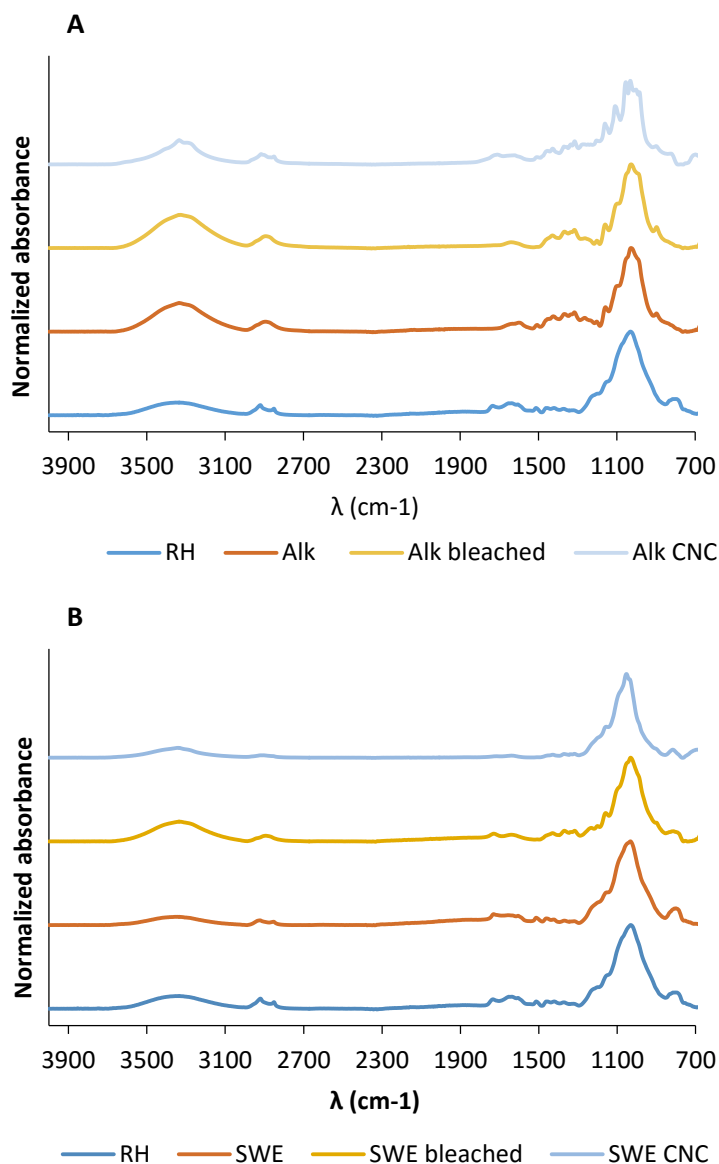 A
Normalized absorbance
3900 3500 3100 2700 2300 1900 1500 1100 700
λ (cm-1)
RH Alk Alk bleached Alk CNC
B
Normalized absorbance
3900 3500 3100 2700 2300 1900 1500 1100 700
λ (cm-1)
RH SWE SWE bleached SWE CNC